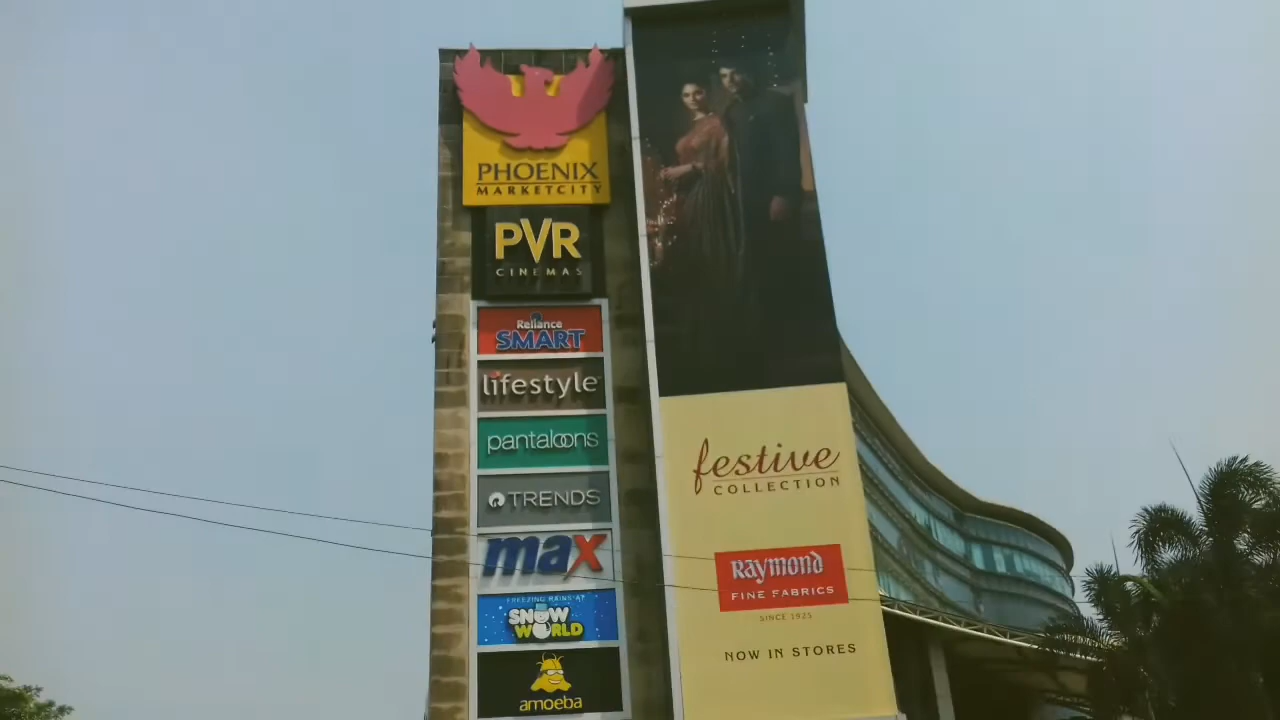 PHOENIX
MARKETCITY
PVR
CINEMAS
Reliance
SMART
lifestyle
pantaloons
TRENDS
max
FREEZING RAINS AT
SNOW
WORLD
amoeba
festive
COLLECTION
Raymond
FINE FABRICS
SINCE 1925
NOW IN STORES